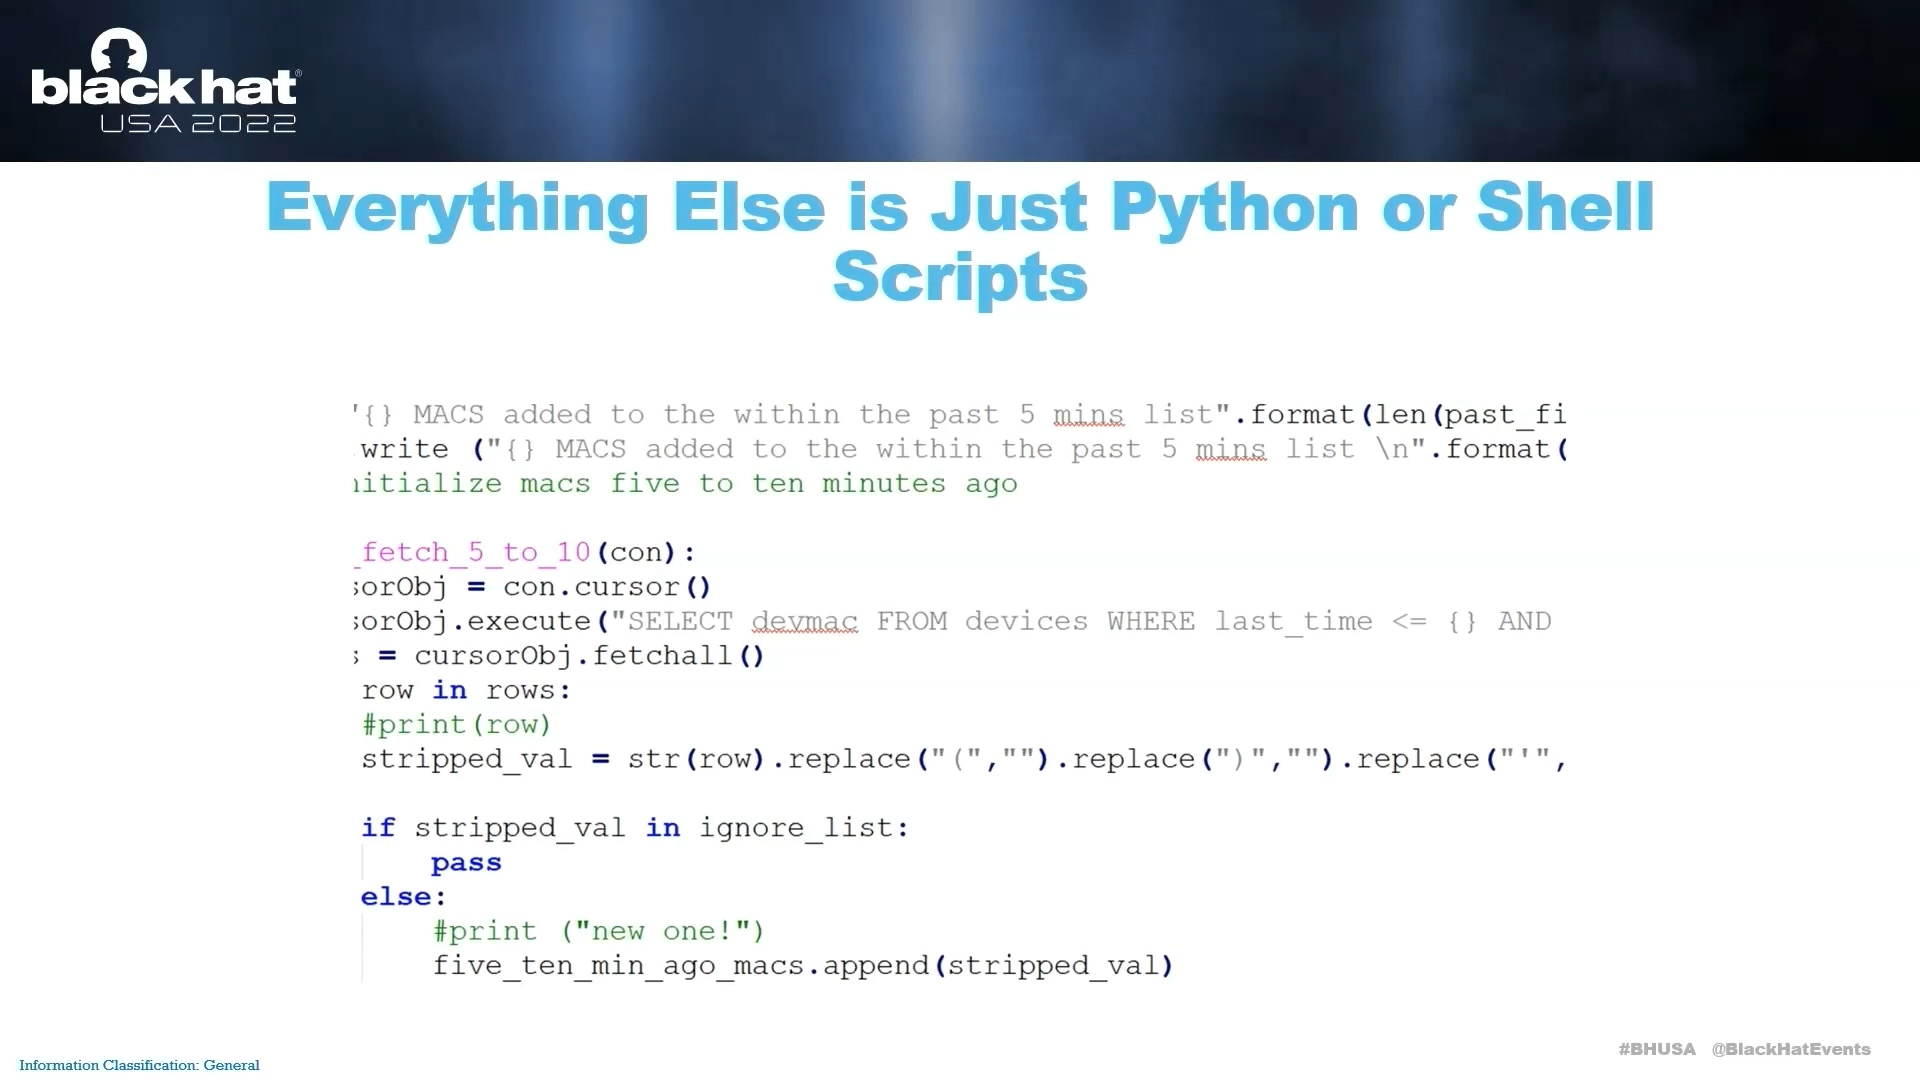 black hat®
USA 2022
Everything Else is Just Python or Shell
Scripts
"{} MACS added to the within the past 5 mins list".format(len(past_fi
write ("{} MACS added to the within the past 5 mins list \n".format(
nitialize macs five to ten minutes ago
_fetch_5_to_10(con):
sorObj = con.cursor()
sorObj.execute("SELECT devmac FROM devices WHERE last_time <= {} AND
s = cursorObj.fetchall()
row in rows:
#print(row)
stripped_val = str(row).replace("(","").replace(")","").replace("'",
if stripped_val in ignore_list:
pass
else:
#print ("new one!")
five_ten_min_ago_macs.append(stripped_val)
Information Classification: General
#BHUSA @BlackHatEvents